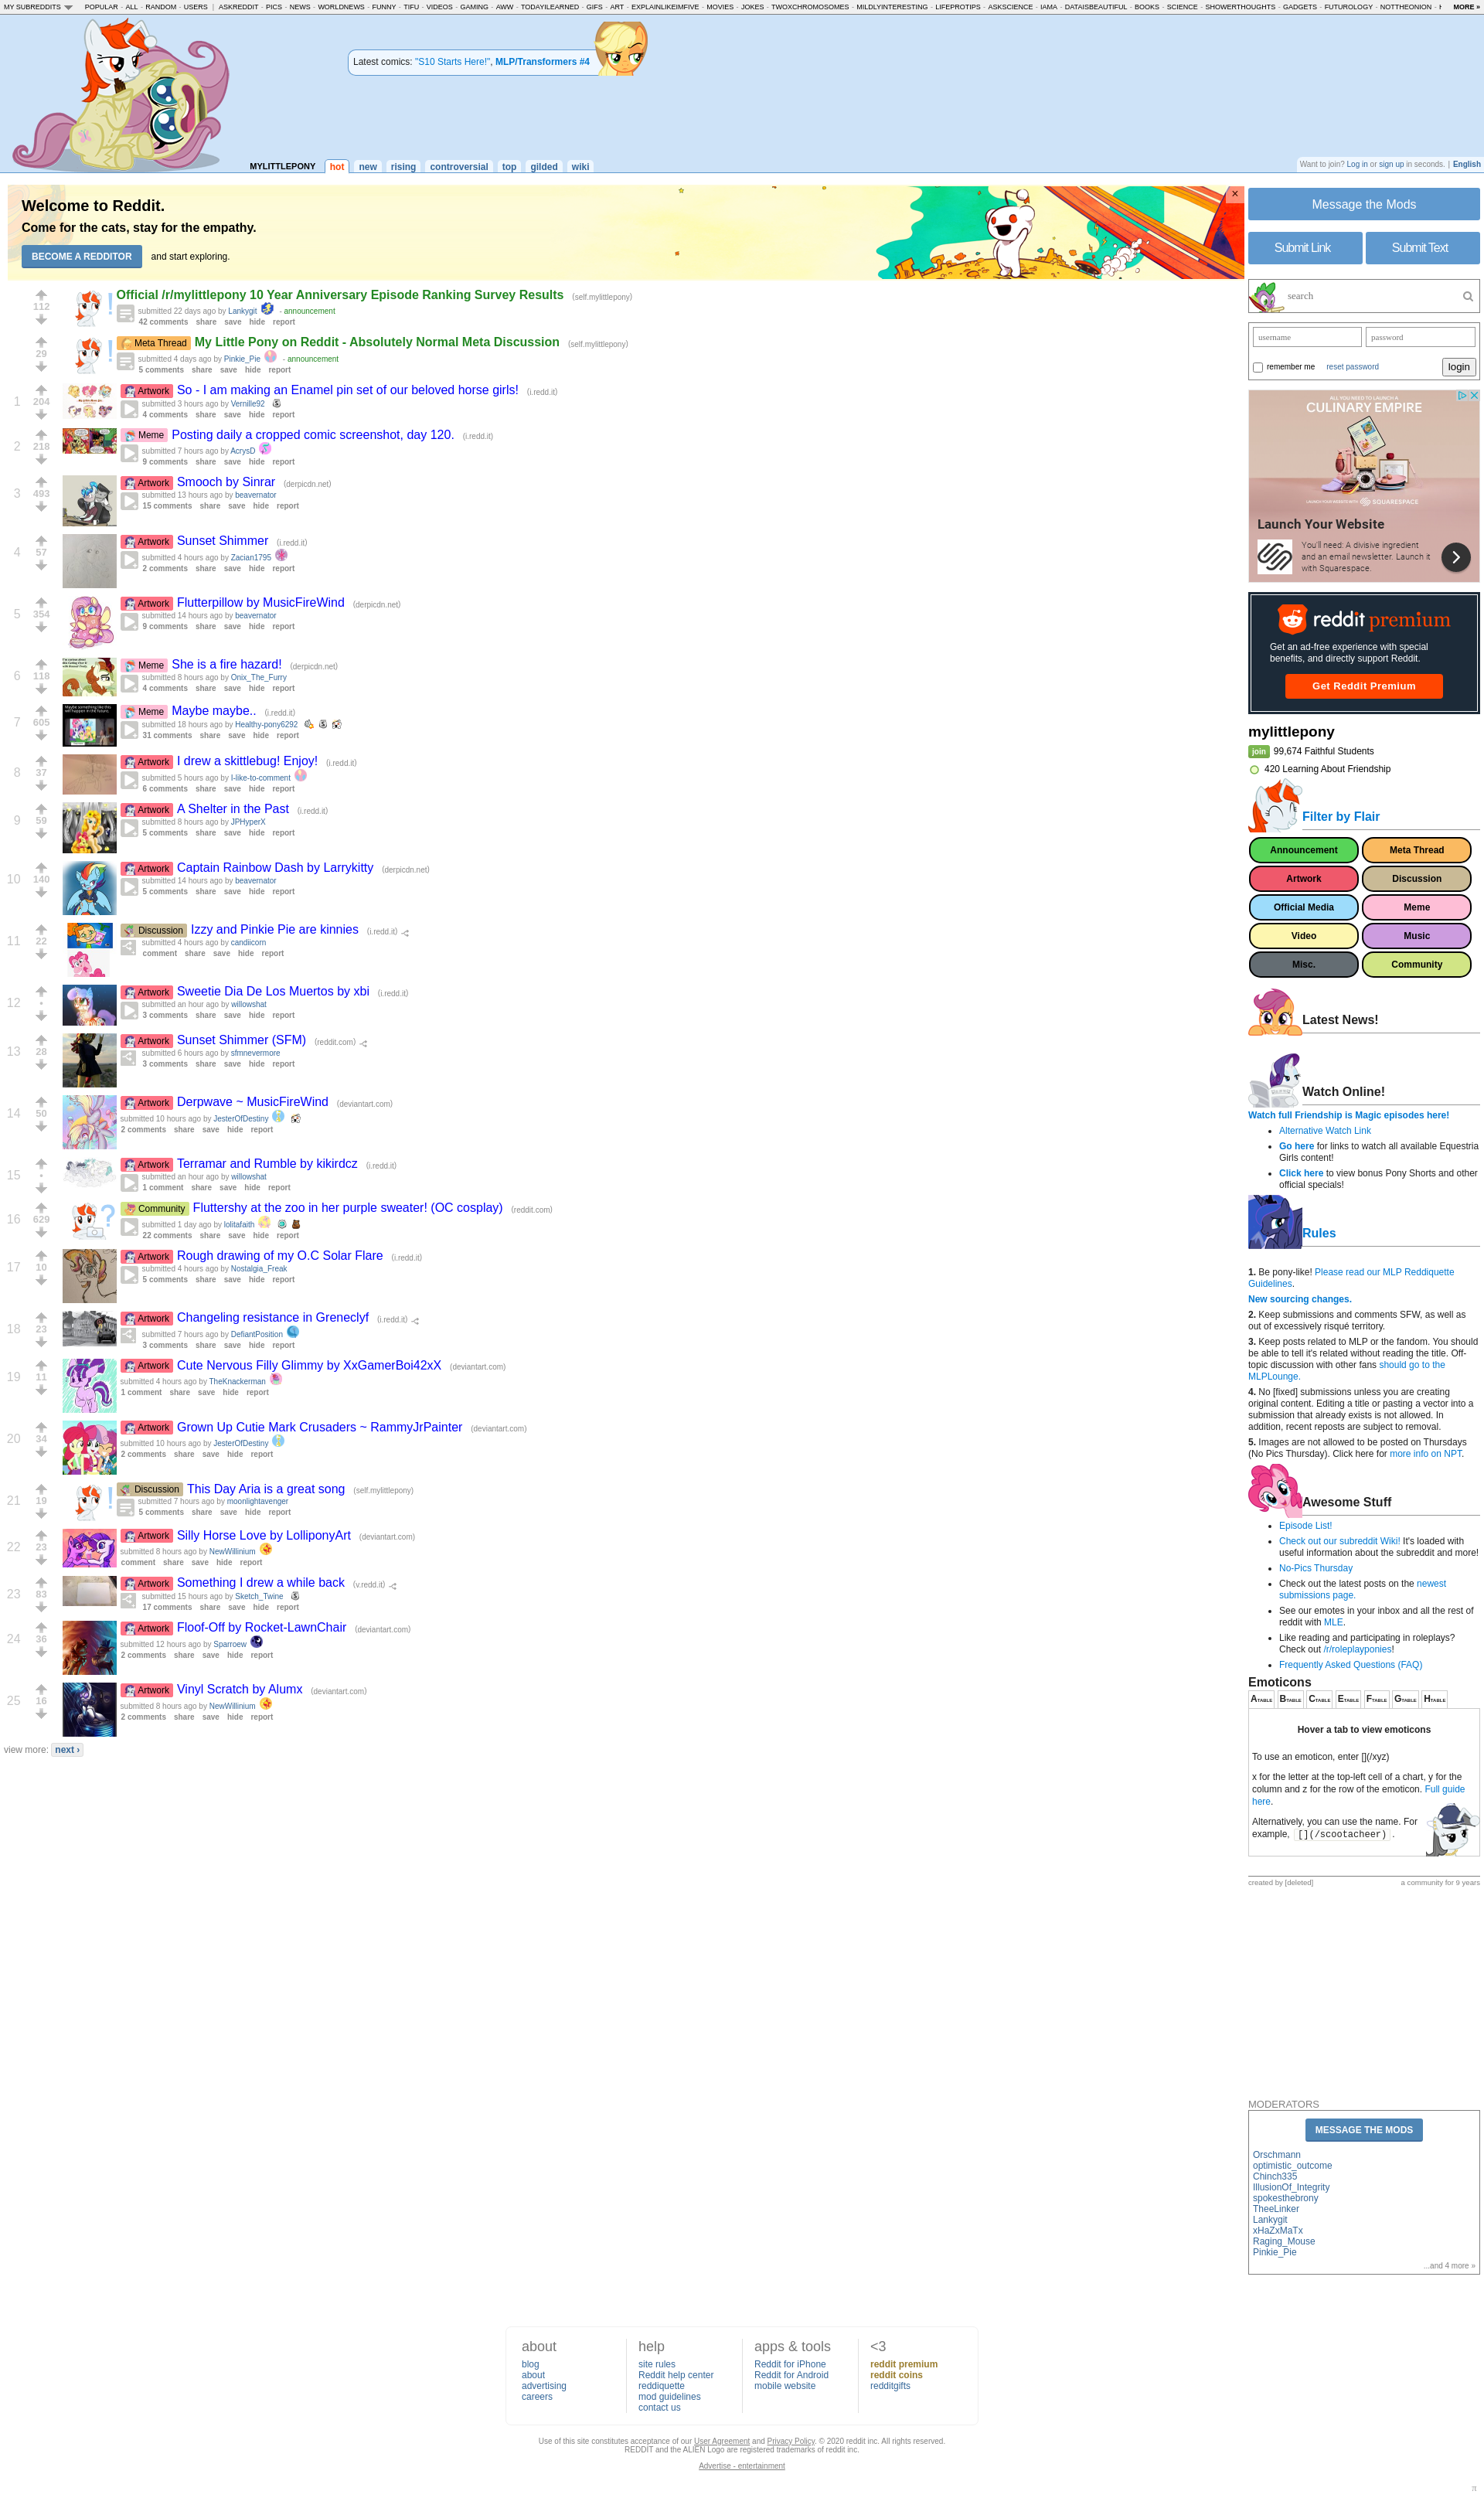 MY SUBREDDITS POPULAR - ALL - RANDOM - USERS | ASKREDDIT - PICS - NEWS - WORLDNEWS - FUNNY - TIFU - VIDEOS - GAMING - AWW - TODAYILEARNED - GIFS - ART - EXPLAINLIKEIMFIVE - MOVIES - JOKES - TWOXCHROMOSOMES - MILDLYINTERESTING - LIFEPROTIPS - ASKSCIENCE - IAMA - DATAISBEAUTIFUL - BOOKS - SCIENCE - SHOWERTHOUGHTS - GADGETS - FUTUROLOGY - NOTTHEONION - MORE »
Latest comics: "S10 Starts Here!", MLP/Transformers #4
MYLITTLEPONY hot new rising controversial top gilded wiki
Want to join? Log in or sign up in seconds. | English
Welcome to Reddit.
Come for the cats, stay for the empathy.
BECOME A REDDITOR and start exploring.
×
112
Official /r/mylittlepony 10 Year Anniversary Episode Ranking Survey Results (self.mylittlepony)
submitted 22 days ago by Lankygit - announcement
42 comments share save hide report
29
Meta Thread My Little Pony on Reddit - Absolutely Normal Meta Discussion (self.mylittlepony)
submitted 4 days ago by Pinkie_Pie - announcement
5 comments share save hide report
1 204
Artwork So - I am making an Enamel pin set of our beloved horse girls! (i.redd.it)
submitted 3 hours ago by Vernille92
4 comments share save hide report
2 218
Meme Posting daily a cropped comic screenshot, day 120. (i.redd.it)
submitted 7 hours ago by AcrysD
9 comments share save hide report
3 493
Artwork Smooch by Sinrar (derpicdn.net)
submitted 13 hours ago by beavernator
15 comments share save hide report
4 57
Artwork Sunset Shimmer (i.redd.it)
submitted 4 hours ago by Zacian1795
2 comments share save hide report
5 354
Artwork Flutterpillow by MusicFireWind (derpicdn.net)
submitted 14 hours ago by beavernator
9 comments share save hide report
6 118
Meme She is a fire hazard! (derpicdn.net)
submitted 8 hours ago by Onix_The_Furry
4 comments share save hide report
7 605
Meme Maybe maybe.. (i.redd.it)
submitted 18 hours ago by Healthy-pony6292
31 comments share save hide report
8 37
Artwork I drew a skittlebug! Enjoy! (i.redd.it)
submitted 5 hours ago by I-like-to-comment
6 comments share save hide report
9 59
Artwork A Shelter in the Past (i.redd.it)
submitted 8 hours ago by JPHyperX
5 comments share save hide report
10 140
Artwork Captain Rainbow Dash by Larrykitty (derpicdn.net)
submitted 14 hours ago by beavernator
5 comments share save hide report
11 22
Discussion Izzy and Pinkie Pie are kinnies (i.redd.it)
submitted 4 hours ago by candiicorn
comment share save hide report
12 •
Artwork Sweetie Dia De Los Muertos by xbi (i.redd.it)
submitted an hour ago by willowshat
3 comments share save hide report
13 28
Artwork Sunset Shimmer (SFM) (reddit.com)
submitted 6 hours ago by sfmnevermore
3 comments share save hide report
14 50
Artwork Derpwave ~ MusicFireWind (deviantart.com)
submitted 10 hours ago by JesterOfDestiny
2 comments share save hide report
15 •
Artwork Terramar and Rumble by kikirdcz (i.redd.it)
submitted an hour ago by willowshat
1 comment share save hide report
16 629
Community Fluttershy at the zoo in her purple sweater! (OC cosplay) (reddit.com)
submitted 1 day ago by lolitafaith
22 comments share save hide report
17 10
Artwork Rough drawing of my O.C Solar Flare (i.redd.it)
submitted 4 hours ago by Nostalgia_Freak
5 comments share save hide report
18 23
Artwork Changeling resistance in Greneclyf (i.redd.it)
submitted 7 hours ago by DefiantPosition
3 comments share save hide report
19 11
Artwork Cute Nervous Filly Glimmy by XxGamerBoi42xX (deviantart.com)
submitted 4 hours ago by TheKnackerman
1 comment share save hide report
20 34
Artwork Grown Up Cutie Mark Crusaders ~ RammyJrPainter (deviantart.com)
submitted 10 hours ago by JesterOfDestiny
2 comments share save hide report
21 19
Discussion This Day Aria is a great song (self.mylittlepony)
submitted 7 hours ago by moonlightavenger
5 comments share save hide report
22 23
Artwork Silly Horse Love by LolliponyArt (deviantart.com)
submitted 8 hours ago by NewWillinium
comment share save hide report
23 83
Artwork Something I drew a while back (v.redd.it)
submitted 15 hours ago by Sketch_Twine
17 comments share save hide report
24 36
Artwork Floof-Off by Rocket-LawnChair (deviantart.com)
submitted 12 hours ago by Sparroew
2 comments share save hide report
25 16
Artwork Vinyl Scratch by Alumx (deviantart.com)
submitted 8 hours ago by NewWillinium
2 comments share save hide report
view more: next ›
Message the Mods
Submit Link Submit Text
search
username password
remember me reset password login
ALL YOU NEED TO LAUNCH A
CULINARY EMPIRE
LAUNCH YOUR WEBSITE WITH SQUARESPACE
Launch Your Website
You'll need: A divisive ingredient
and an email newsletter. Launch it
with Squarespace.
reddit premium
Get an ad-free experience with special
benefits, and directly support Reddit.
Get Reddit Premium
mylittlepony
join 99,674 Faithful Students
420 Learning About Friendship
Filter by Flair
Announcement Meta Thread
Artwork Discussion
Official Media Meme
Video Music
Misc. Community
Latest News!
Watch Online!
Watch full Friendship is Magic episodes here!
Alternative Watch Link
Go here for links to watch all available Equestria
Girls content!
Click here to view bonus Pony Shorts and other
official specials!
Rules
1. Be pony-like! Please read our MLP Reddiquette
Guidelines.
New sourcing changes.
2. Keep submissions and comments SFW, as well as
out of excessively risqué territory.
3. Keep posts related to MLP or the fandom. You should
be able to tell it's related without reading the title. Off-
topic discussion with other fans should go to the
MLPLounge.
4. No [fixed] submissions unless you are creating
original content. Editing a title or pasting a vector into a
submission that already exists is not allowed. In
addition, recent reposts are subject to removal.
5. Images are not allowed to be posted on Thursdays
(No Pics Thursday). Click here for more info on NPT.
Awesome Stuff
Episode List!
Check out our subreddit Wiki! It's loaded with
useful information about the subreddit and more!
No-Pics Thursday
Check out the latest posts on the newest
submissions page.
See our emotes in your inbox and all the rest of
reddit with MLE.
Like reading and participating in roleplays?
Check out /r/roleplayponies!
Frequently Asked Questions (FAQ)
Emoticons
ATABLE BTABLE CTABLE ETABLE FTABLE GTABLE HTABLE
Hover a tab to view emoticons
To use an emoticon, enter [](/xyz)
x for the letter at the top-left cell of a chart, y for the
column and z for the row of the emoticon. Full guide
here.
Alternatively, you can use the name. For
example, [](/scootacheer) .
created by [deleted] a community for 9 years
MODERATORS
MESSAGE THE MODS
Orschmann
optimistic_outcome
Chinch335
IllusionOf_Integrity
spokesthebrony
TheeLinker
Lankygit
xHaZxMaTx
Raging_Mouse
Pinkie_Pie
...and 4 more »
about
blog
about
advertising
careers
help
site rules
Reddit help center
reddiquette
mod guidelines
contact us
apps & tools
Reddit for iPhone
Reddit for Android
mobile website
<3
reddit premium
reddit coins
redditgifts
Use of this site constitutes acceptance of our User Agreement and Privacy Policy. © 2020 reddit inc. All rights reserved.
REDDIT and the ALIEN Logo are registered trademarks of reddit inc.
Advertise - entertainment
π